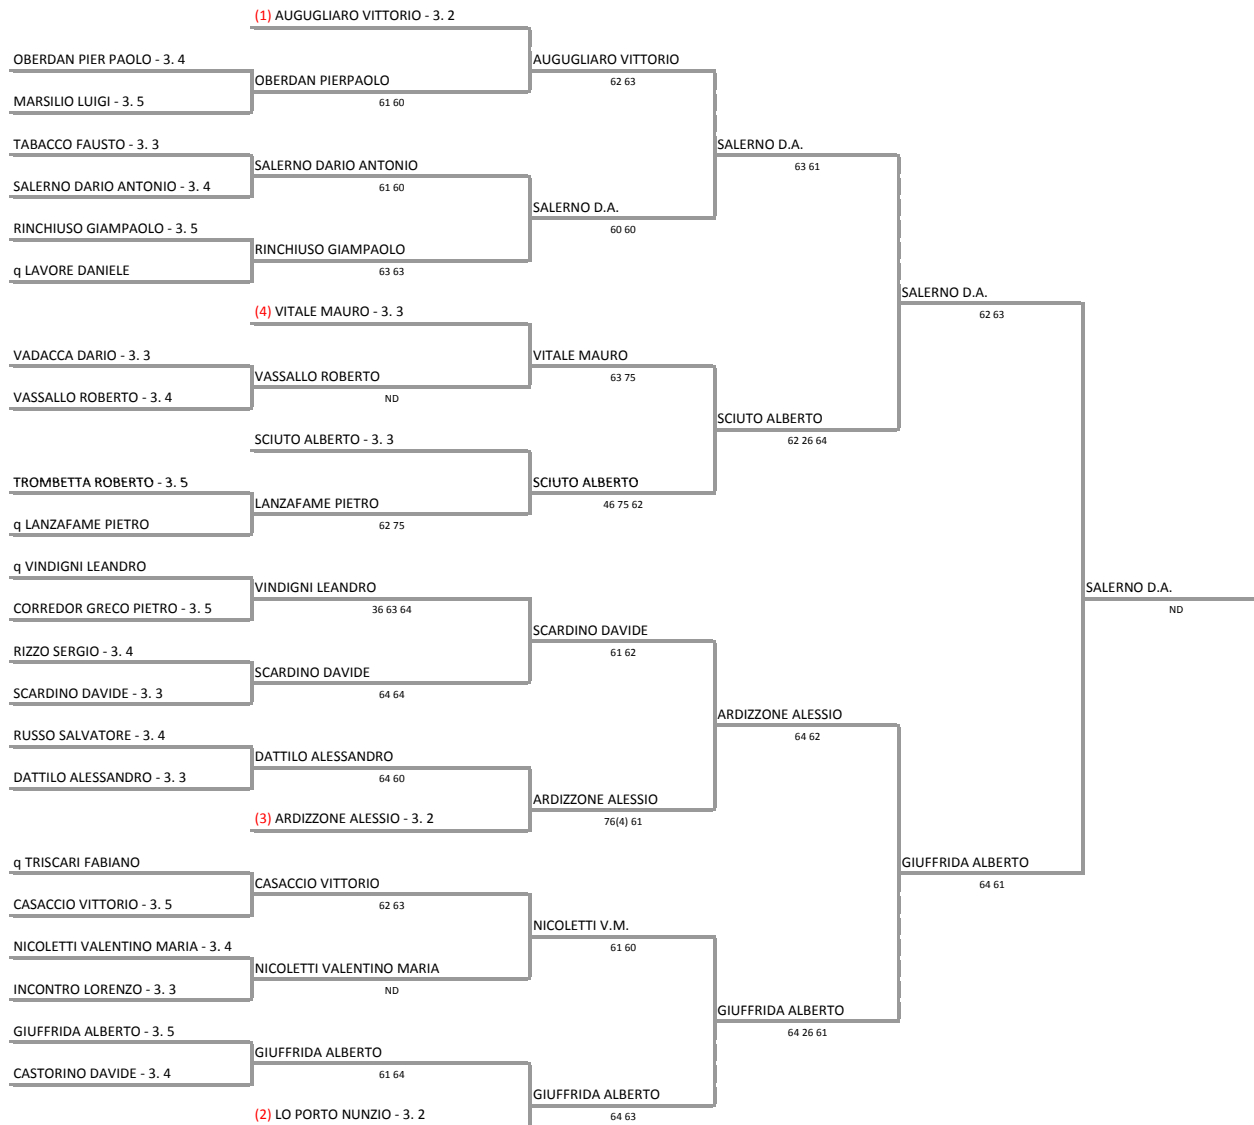 (1) AUGUGLIARO VITTORIO - 3. 2
OBERDAN PIER PAOLO - 3. 4
AUGUGLIARO VITTORIO
OBERDAN PIERPAOLO
62 63
MARSILIO LUIGI - 3. 5
61 60
TABACCO FAUSTO - 3. 3
SALERNO D.A.
SALERNO DARIO ANTONIO
63 61
SALERNO DARIO ANTONIO - 3. 4
61 60
SALERNO D.A.
RINCHIUSO GIAMPAOLO - 3. 5
60 60
RINCHIUSO GIAMPAOLO
q LAVORE DANIELE
63 63
SALERNO D.A.
(4) VITALE MAURO - 3. 3
62 63
VADACCA DARIO - 3. 3
VITALE MAURO
VASSALLO ROBERTO
63 75
VASSALLO ROBERTO - 3. 4
ND
SCIUTO ALBERTO
SCIUTO ALBERTO - 3. 3
62 26 64
TROMBETTA ROBERTO - 3. 5
SCIUTO ALBERTO
LANZAFAME PIETRO
46 75 62
q LANZAFAME PIETRO
62 75
q VINDIGNI LEANDRO
VINDIGNI LEANDRO
SALERNO D.A.
CORREDOR GRECO PIETRO - 3. 5
36 63 64
ND
SCARDINO DAVIDE
RIZZO SERGIO - 3. 4
61 62
SCARDINO DAVIDE
SCARDINO DAVIDE - 3. 3
64 64
ARDIZZONE ALESSIO
RUSSO SALVATORE - 3. 4
64 62
DATTILO ALESSANDRO
DATTILO ALESSANDRO - 3. 3
64 60
ARDIZZONE ALESSIO
(3) ARDIZZONE ALESSIO - 3. 2
76(4) 61
q TRISCARI FABIANO
GIUFFRIDA ALBERTO
CASACCIO VITTORIO
64 61
CASACCIO VITTORIO - 3. 5
62 63
NICOLETTI V.M.
NICOLETTI VALENTINO MARIA - 3. 4
61 60
NICOLETTI VALENTINO MARIA
INCONTRO LORENZO - 3. 3
ND
GIUFFRIDA ALBERTO
GIUFFRIDA ALBERTO - 3. 5
64 26 61
GIUFFRIDA ALBERTO
CASTORINO DAVIDE - 3. 4
61 64
GIUFFRIDA ALBERTO
(2) LO PORTO NUNZIO - 3. 2
64 63